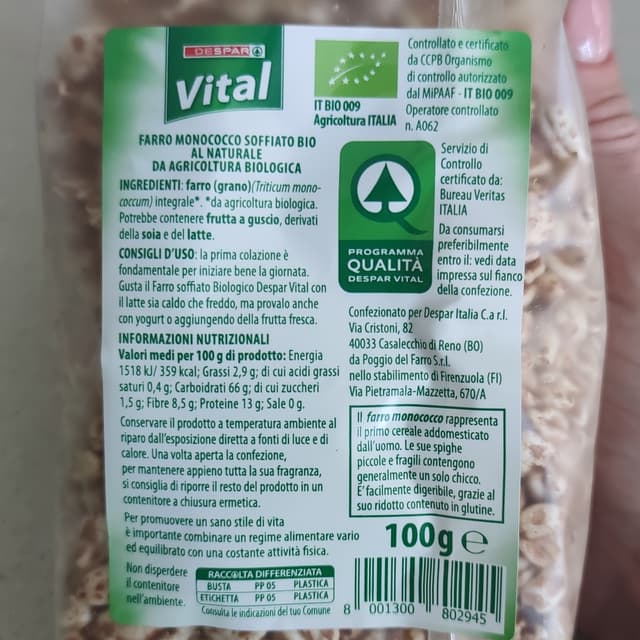 DESPAR
Vital
IT BIO 009
Agricoltura ITALIA
Controllato e certificato
da CCPB Organismo
di controllo autorizzato
dal MiPAAF - IT BIO 009
Operatore controllato
n. A062
FARRO MONOCOCCO SOFFIATO BIO
AL NATURALE
DA AGRICOLTURA BIOLOGICA
INGREDIENTI: farro (grano)(Triticum mono-
coccum) integrale*. *da agricoltura biologica.
Potrebbe contenere frutta a guscio, derivati
della soia e del latte.
CONSIGLI D'USO: la prima colazione è
fondamentale per iniziare bene la giornata.
Gusta il Farro soffiato Biologico Despar Vital con
il latte sia caldo che freddo, ma provalo anche
con yogurt o aggiungendo della frutta fresca.
INFORMAZIONI NUTRIZIONALI
Valori medi per 100 g di prodotto: Energia
1518 kJ/ 359 kcal; Grassi 2,9 g; di cui acidi grassi
saturi 0,4 g; Carboidrati 66 g; di cui zuccheri
1,5 g; Fibre 8,5 g; Proteine 13 g; Sale 0 g.
Conservare il prodotto a temperatura ambiente al
riparo dall'esposizione diretta a fonti di luce e di
calore. Una volta aperta la confezione,
per mantenere appieno tutta la sua fragranza,
si consiglia di riporre il resto del prodotto in un
contenitore a chiusura ermetica.
Per promuovere un sano stile di vita
è importante combinare un regime alimentare vario
ed equilibrato con una costante attività fisica.
Non disperdere
il contenitore
nell'ambiente.
RACCOLTA DIFFERENZIATA
BUSTA PP 05 PLASTICA
ETICHETTA PP 05 PLASTICA
Consulta le indicazioni del tuo Comune
PROGRAMMA
QUALITÀ
DESPAR VITAL
Servizio di
Controllo
certificato da:
Bureau Veritas
ITALIA
Da consumarsi
preferibilmente
entro il: vedi data
impressa sul fianco
della confezione.
Confezionato per Despar Italia C.a r.l.
Via Cristoni, 82
40033 Casalecchio di Reno (BO)
da Poggio del Farro S.r.l.
nello stabilimento di Firenzuola (FI)
Via Pietramala-Mazzetta, 670/A
Il farro monococco rappresenta
il primo cereale addomesticato
dall'uomo. Le sue spighe
piccole e fragili contengono
generalmente un solo chicco.
E' facilmente digeribile, grazie al
suo ridotto contenuto in glutine.
100g e
8 001300 802945